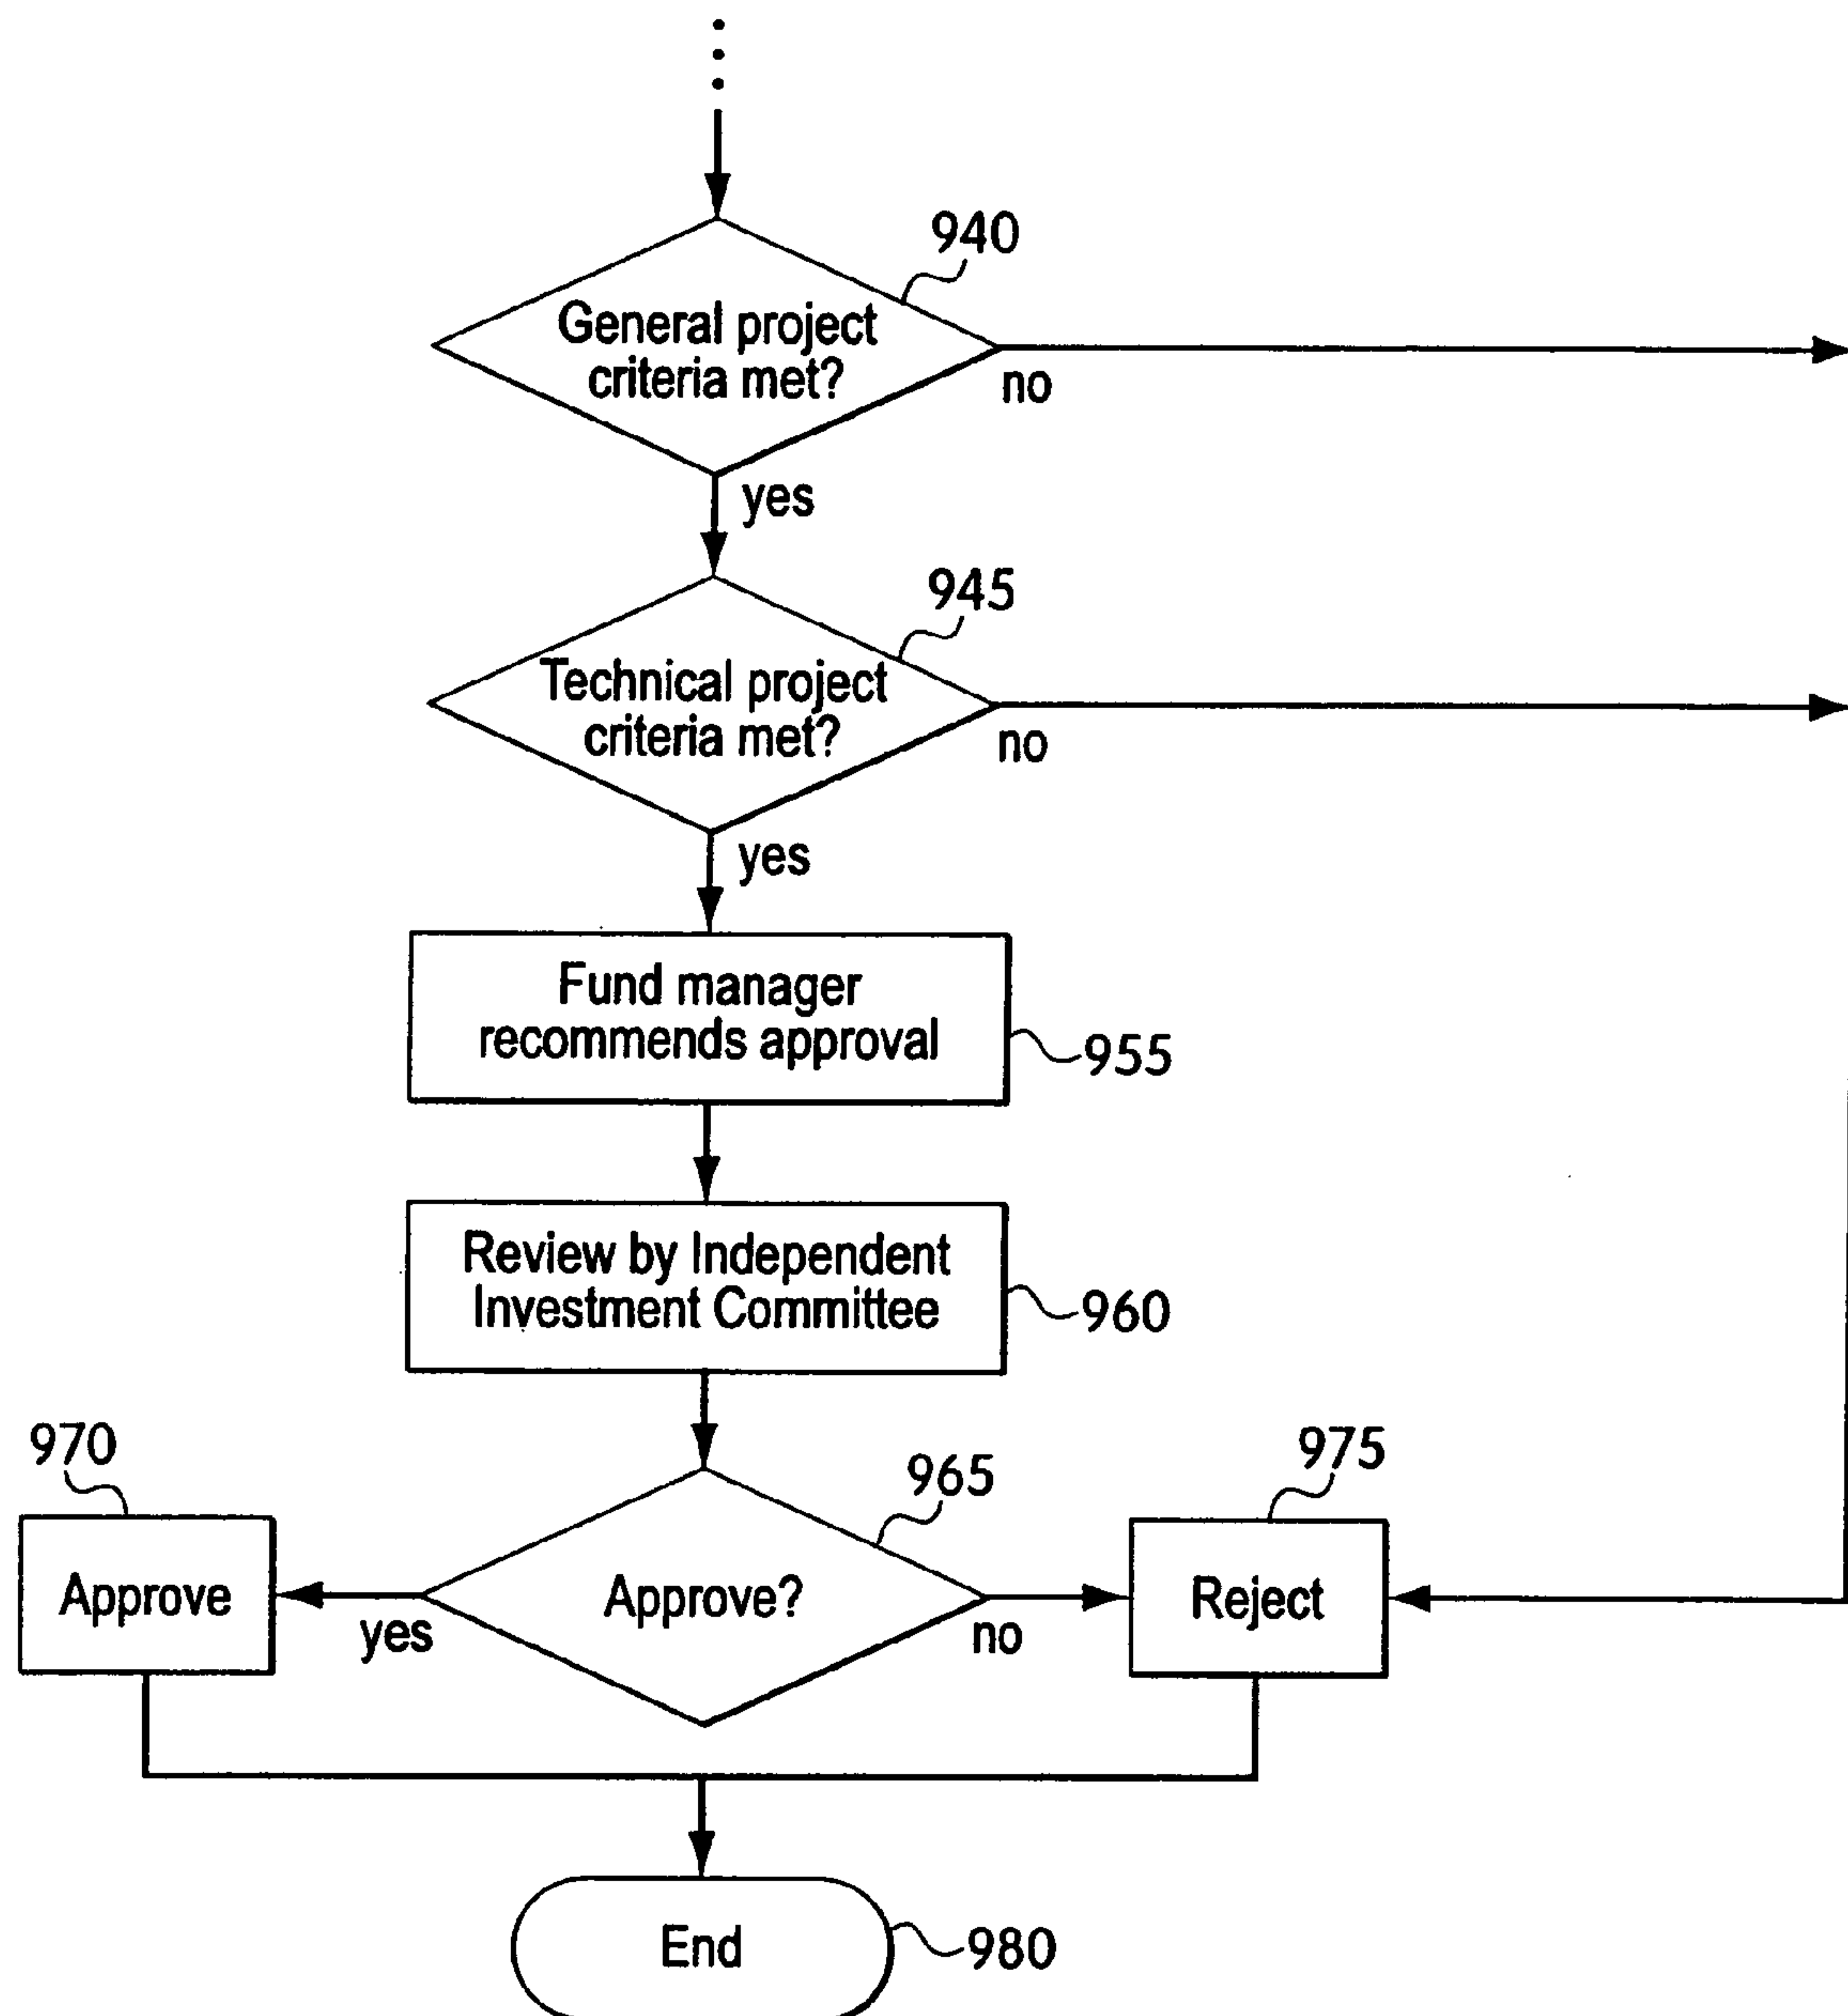 940
General project
criteria met?
no
yes
945
Technical project
criteria met?
no
yes
Fund manager
recommends approval
955
Review by Independent
Investment Committee
960
970
965
975
Approve
yes
Approve?
no
Reject
End
980